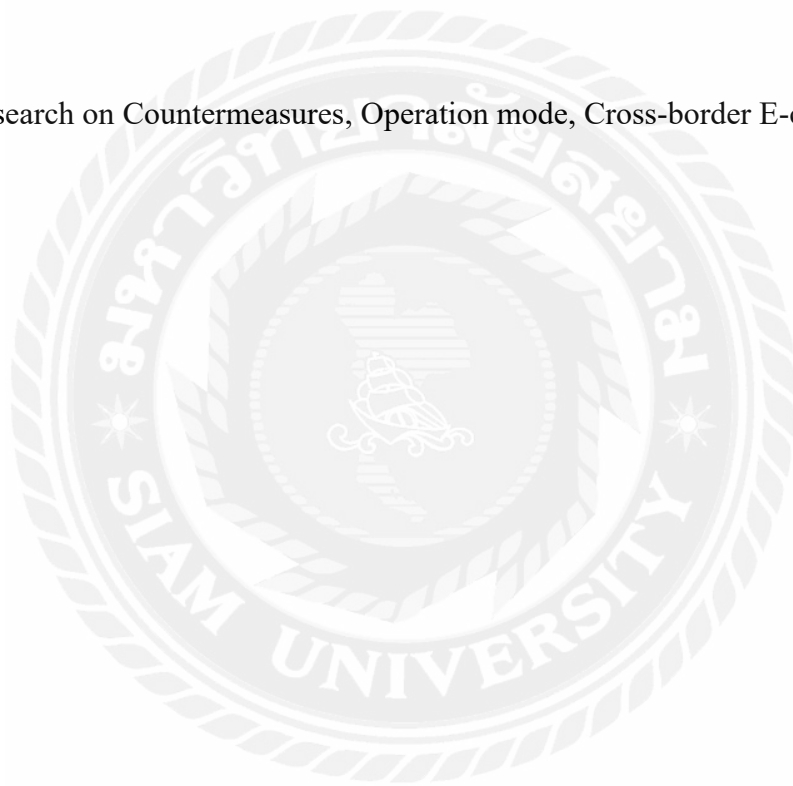 search on Countermeasures, Operation mode, Cross-border E-
มหาวิทยาลัยสยาม
SIAM UNIVERSITY